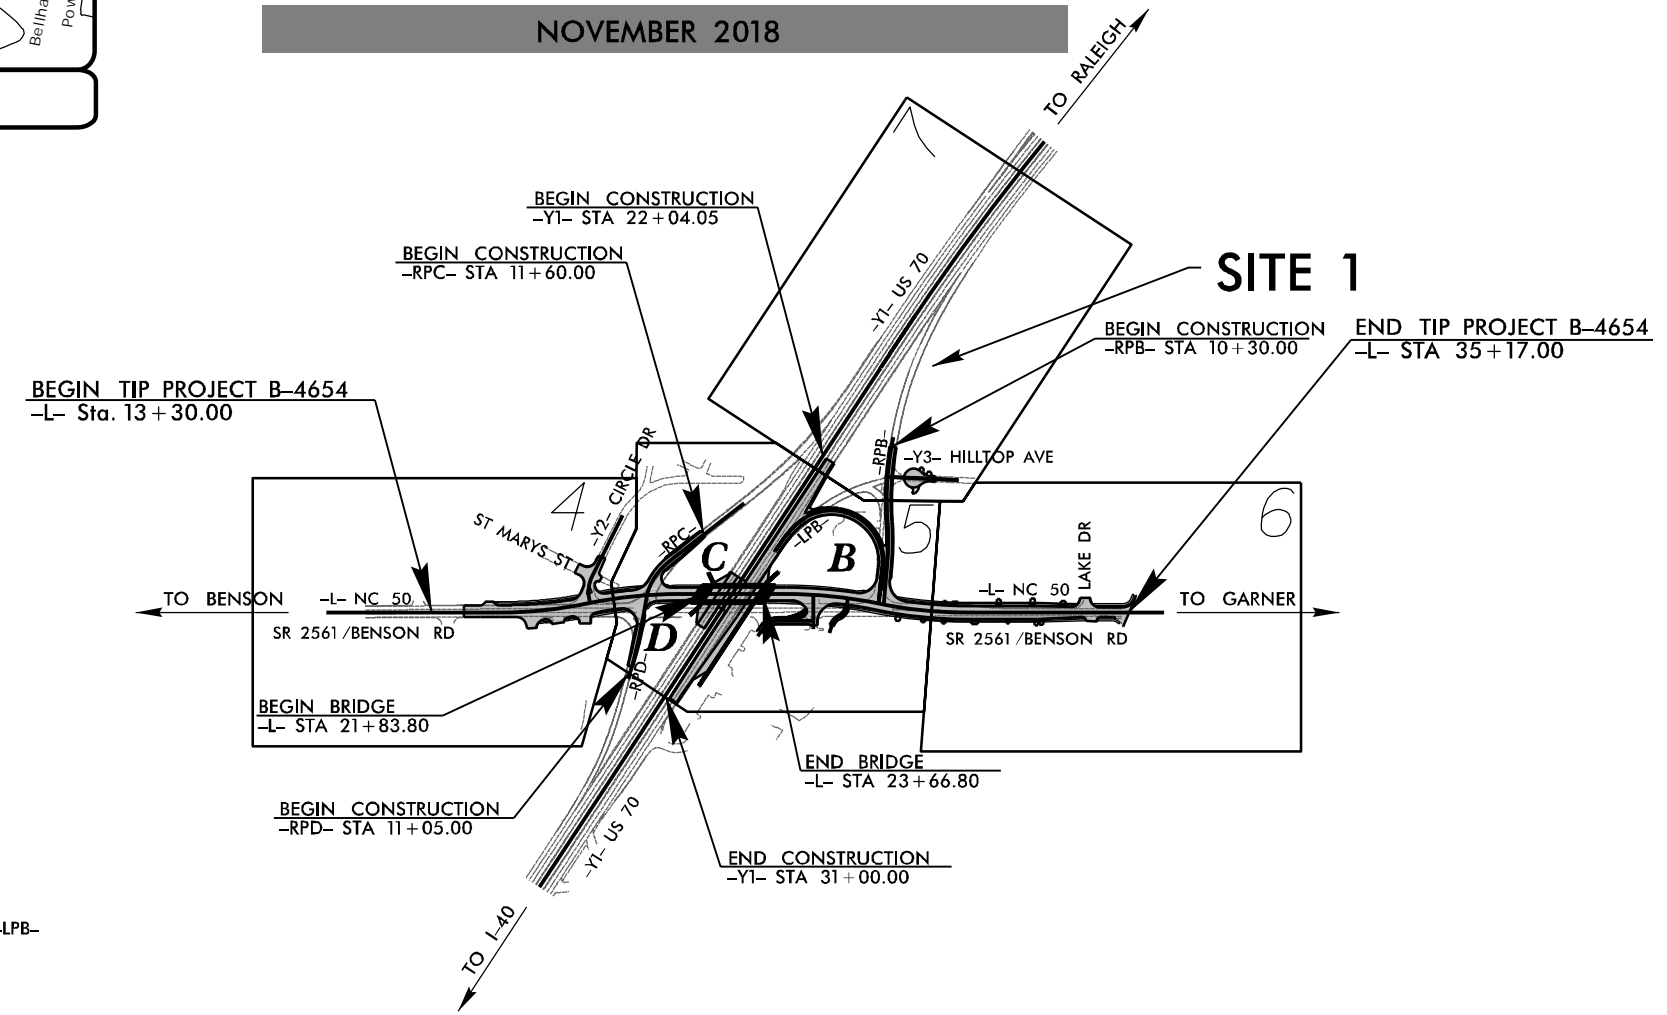 Bellha
Pow
NOVEMBER 2018
TO RALEIGH
7
BEGIN CONSTRUCTION
-Y1- STA 22+04.05
BEGIN CONSTRUCTION
-RPC- STA 11+60.00
-Y1- US 70
SITE 1
BEGIN CONSTRUCTION
-RPB- STA 10+30.00
END TIP PROJECT B-4654
-L- STA 35+17.00
BEGIN TIP PROJECT B-4654
-L- Sta. 13+30.00
-RPB-
-Y3- HILLTOP AVE
4
-Y2- CIRCLE DR
ST MARYS ST
-RPC-
-LPB-
5
6
C
B
LAKE DR
TO BENSON
-L- NC 50
-L- NC 50
TO GARNER
SR 2561/BENSON RD
D
SR 2561/BENSON RD
-RPD-
BEGIN BRIDGE
-L- STA 21+83.80
END BRIDGE
-L- STA 23+66.80
BEGIN CONSTRUCTION
-RPD- STA 11+05.00
-Y1- US 70
END CONSTRUCTION
-Y1- STA 31+00.00
-LPB-
TO I-40